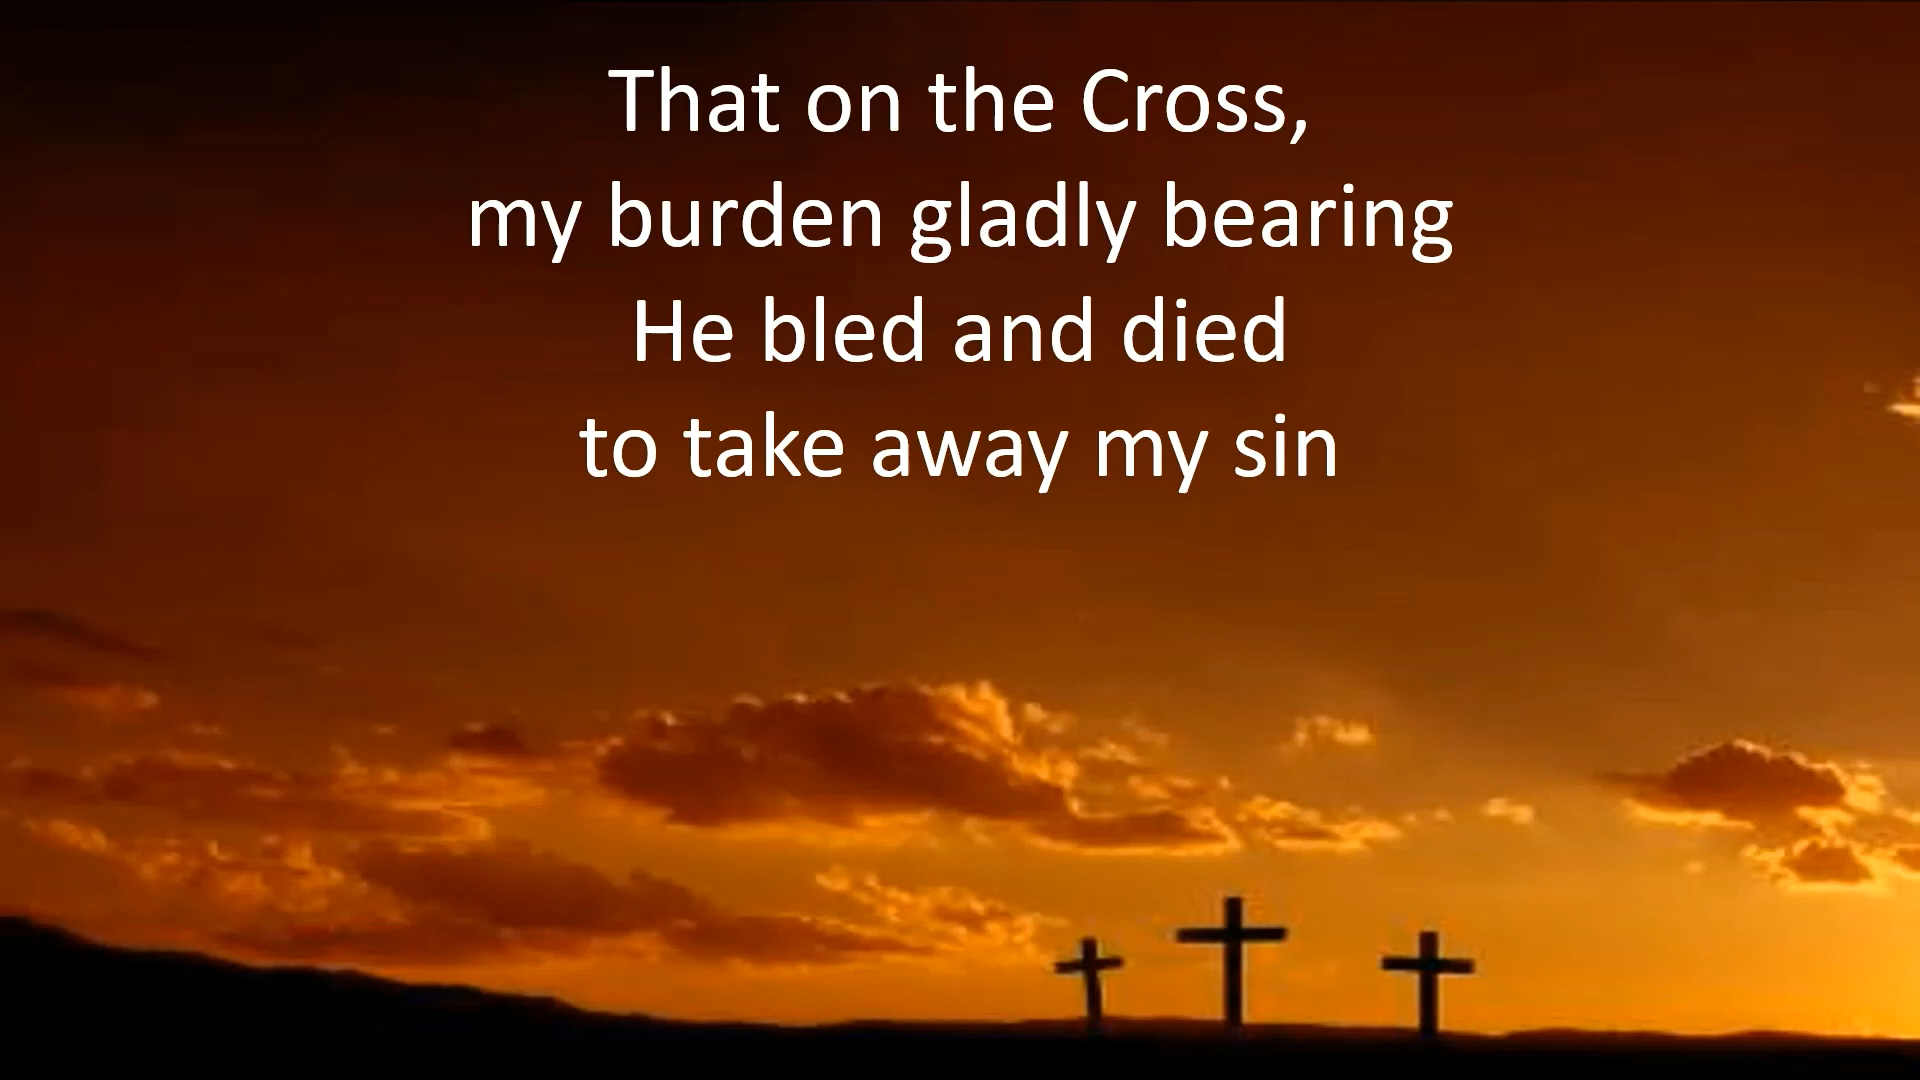 That on the Cross,
my burden gladly bearing
He bled and died
to take away my sin